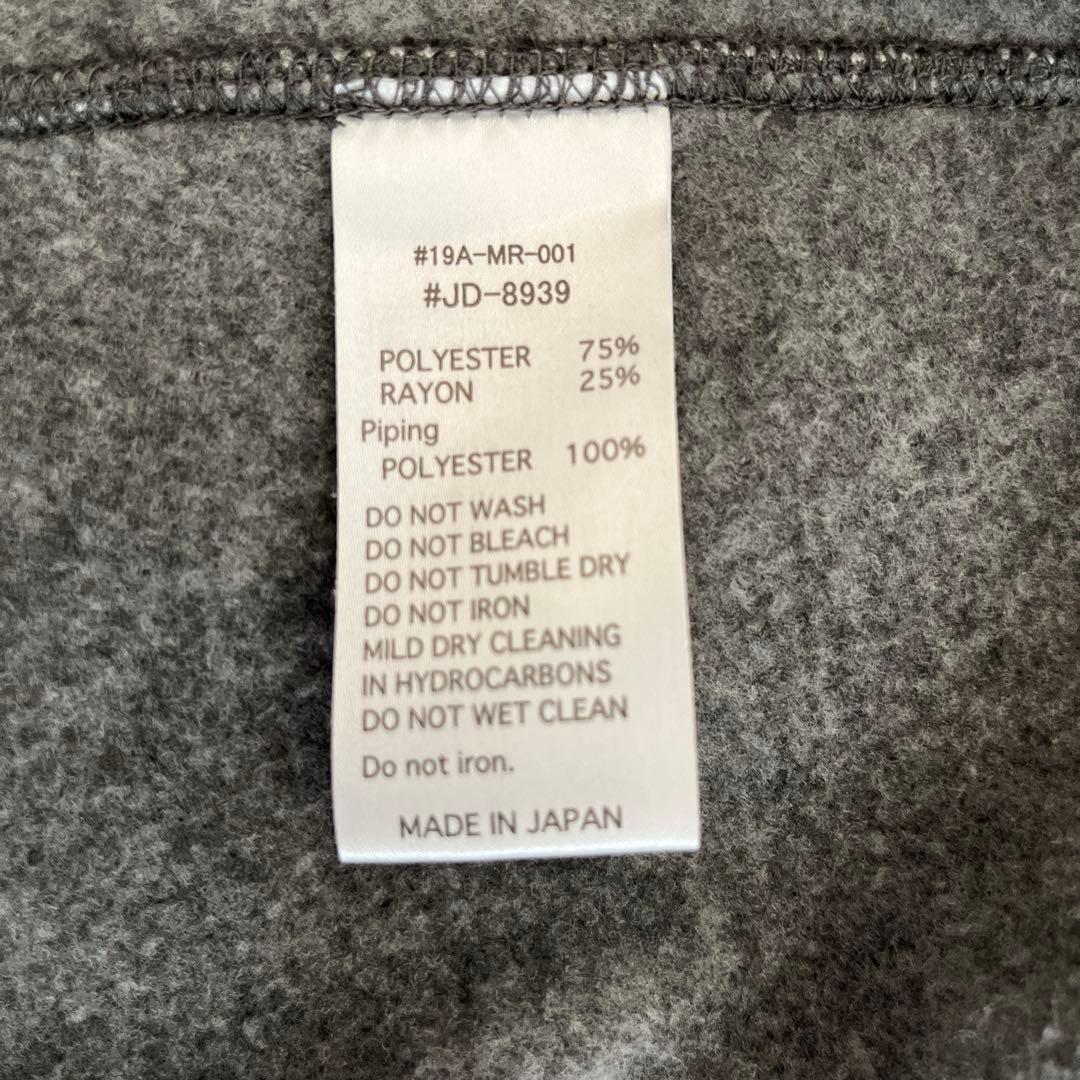 #19A-MR-001
#JD-8939
POLYESTER 75%
RAYON 25%
Piping
POLYESTER 100%
DO NOT WASH
DO NOT BLEACH
DO NOT TUMBLE DRY
DO NOT IRON
MILD DRY CLEANING
IN HYDROCARBONS
DO NOT WET CLEAN
Do not iron.
MADE IN JAPAN